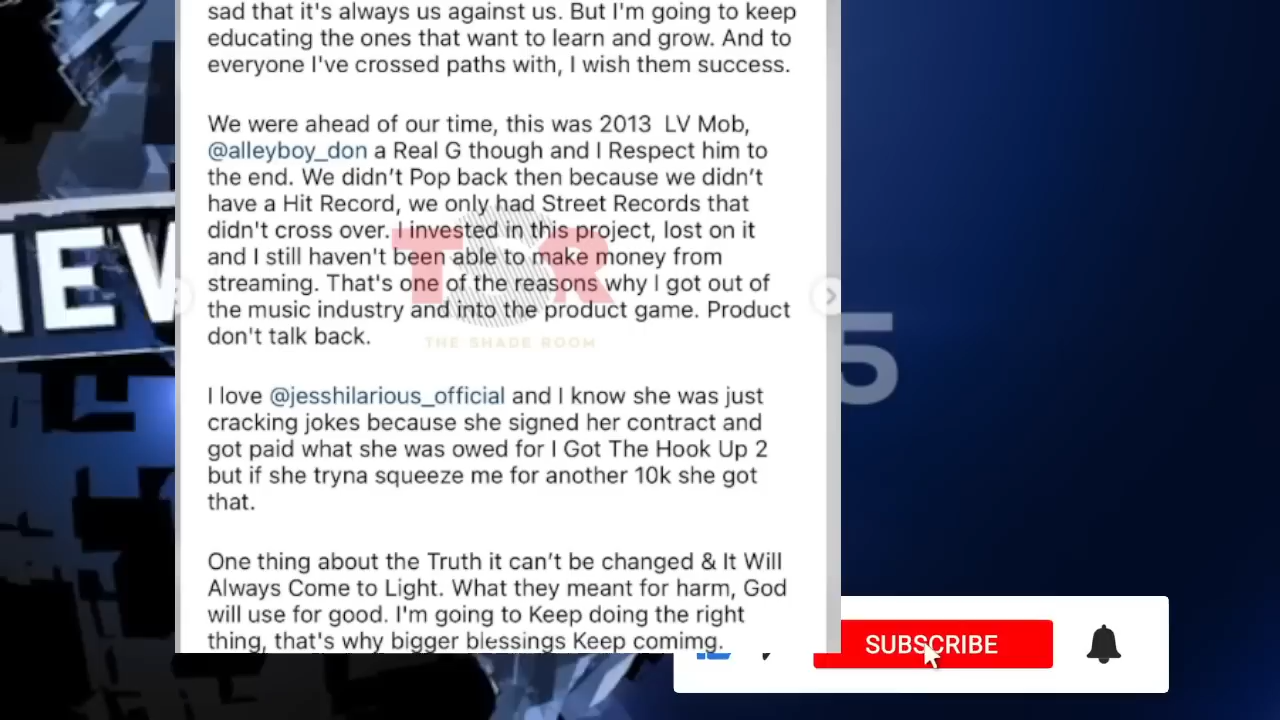 sad that it's always us against us. But I'm going to keep
educating the ones that want to learn and grow. And to
everyone I've crossed paths with, I wish them success.
We were ahead of our time, this was 2013 LV Mob,
@alleyboy_don a Real G though and I Respect him to
the end. We didn't Pop back then because we didn't
have a Hit Record, we only had Street Records that
didn't cross over. I invested in this project, lost on it
and I still haven't been able to make money from
streaming. That's one of the reasons why I got out of
the music industry and into the product game. Product
don't talk back.
TSR
THE SHADE ROOM
I love @jesshilarious_official and I know she was just
cracking jokes because she signed her contract and
got paid what she was owed for I Got The Hook Up 2
but if she tryna squeeze me for another 10k she got
that.
One thing about the Truth it can't be changed & It Will
Always Come to Light. What they meant for harm, God
will use for good. I'm going to Keep doing the right
thing, that's why bigger blessings Keep comimg.
NEW
5
SUBSCRIBE